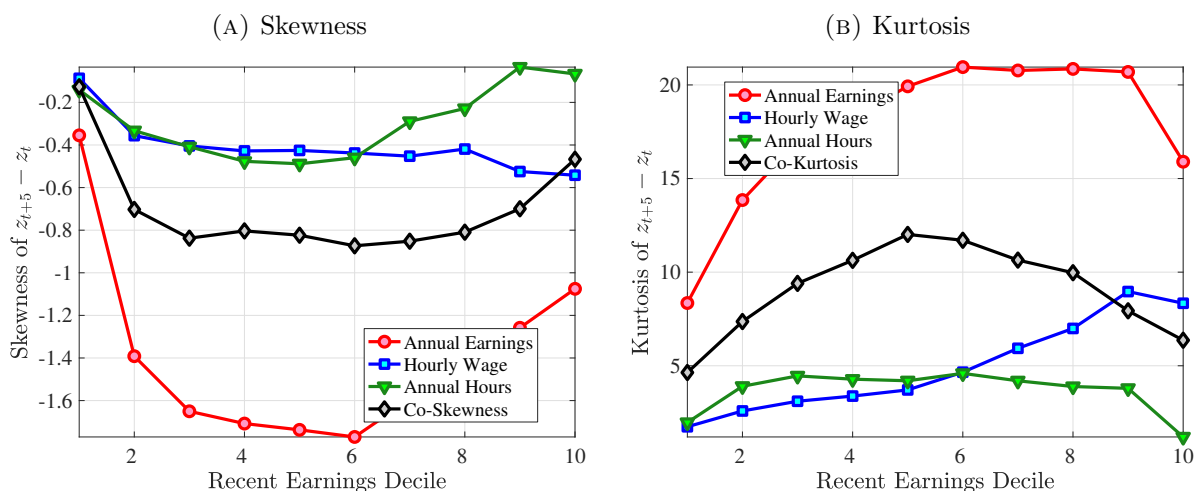 (A) Skewness
Skewness of z_{t+5} − z_t
-0.2
-0.4
-0.6
-0.8
-1
-1.2
-1.4
-1.6
Annual Earnings
Hourly Wage
Annual Hours
Co-Skewness
2 4 6 8 10
Recent Earnings Decile
(B) Kurtosis
Kurtosis of z_{t+5} − z_t
20
15
10
5
Annual Earnings
Hourly Wage
Annual Hours
Co-Kurtosis
2 4 6 8 10
Recent Earnings Decile